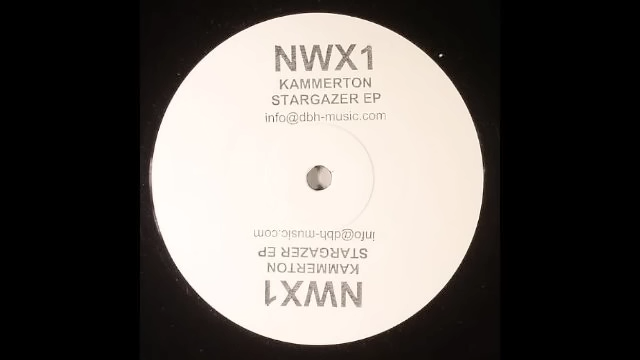 NWX1
KAMMERTON
STARGAZER EP
info@dbh-music.com
info@dbh-music.com
STARGAZER EP
KAMMERTON
NWX1